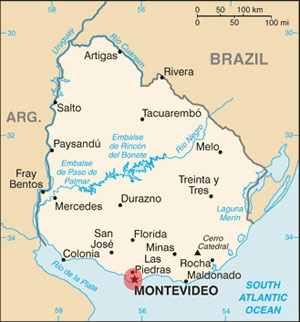 0 50 100 km
0 50 100 mi
Uruguay
Río Cuareim
Artigas
BRAZIL
Rivera
Salto
Tacuarembó
ARG.
32
32
Embalse
de Rincón
del Bonete
Río Negro
Paysandú
Melo
Embalse
de Paso de
Palmar
Fray
Bentos
Mercedes
Durazno
Treinta y
Tres
Laguna
Merín
San
José
Florida
Minas
Cerro
Catedral
34
34
Colonia
Las
Piedras
Rocha
Maldonado
Río de la Plata
MONTEVIDEO
SOUTH
ATLANTIC
OCEAN
58
56
54